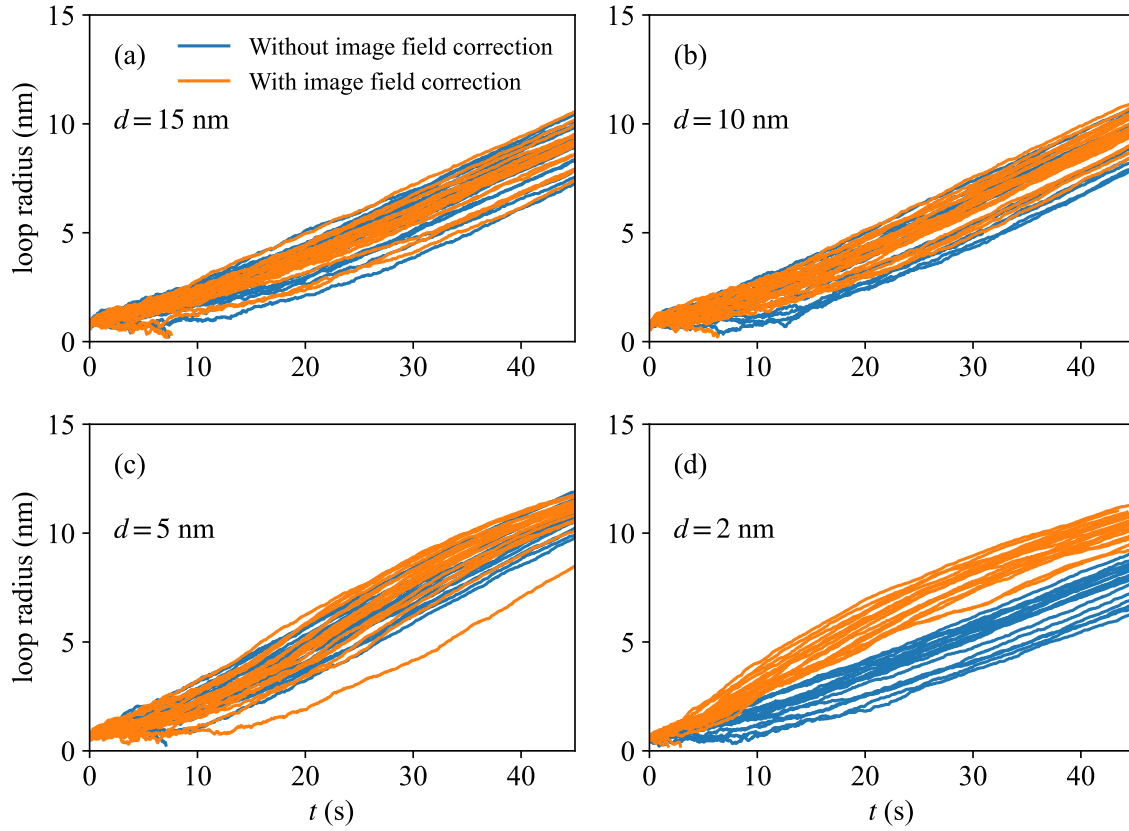 15
10
5
0
loop radius (nm)
(a)
Without image field correction
With image field correction
d = 15 nm
0 10 20 30 40
15
10
5
0
(b)
d = 10 nm
0 10 20 30 40
15
10
5
0
loop radius (nm)
(c)
d = 5 nm
0 10 20 30 40
t (s)
15
10
5
0
(d)
d = 2 nm
0 10 20 30 40
t (s)